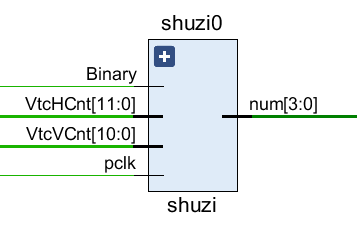 shuzi0
Binary
VtcHCnt[11:0]
num[3:0]
VtcVCnt[10:0]
pclk
shuzi